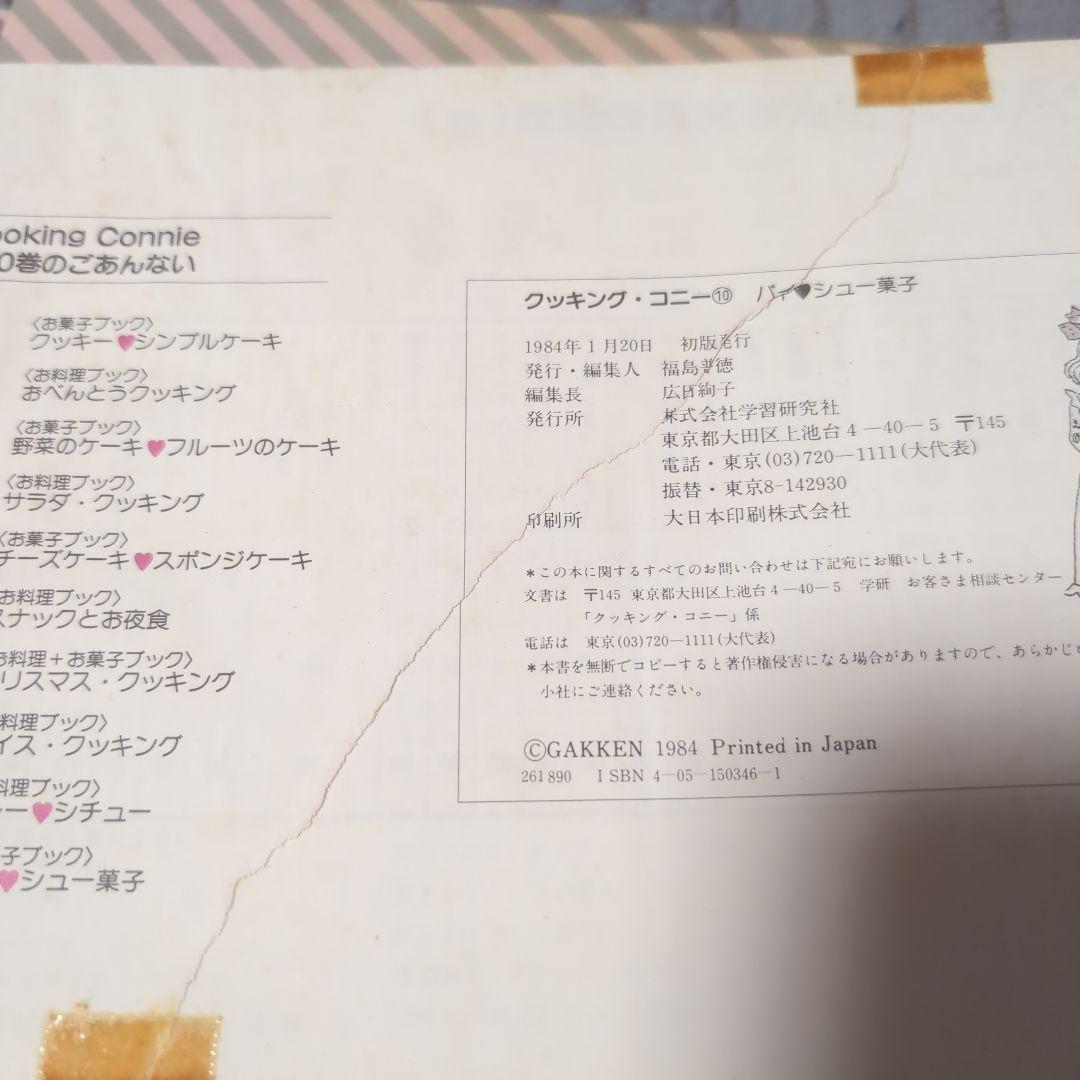 ooking Connie
0巻のごあんない
〈お菓子ブック〉
クッキー♥シンプルケーキ
〈お料理ブック〉
おべんとうクッキング
〈お菓子ブック〉
野菜のケーキ♥フルーツのケーキ
〈お料理ブック〉
サラダ・クッキング
〈お菓子ブック〉
チーズケーキ♥スポンジケーキ
お料理ブック〉
スナックとお夜食
お料理+お菓子ブック〉
リスマス・クッキング
料理ブック〉
イス・クッキング
料理ブック〉
ー♥シチュー
子ブック〉
♥シュー菓子
クッキング・コニー⑩ パイ♥シュー菓子
1984年1月20日 初版発行
発行・編集人 福島普徳
編集長 広田絢子
発行所 株式会社学習研究社
東京都大田区上池台4-40-5 〒145
電話・東京(03)720-1111(大代表)
振替・東京8-142930
印刷所 大日本印刷株式会社
*この本に関するすべてのお問い合わせは下記宛にお願いします。
文書は 〒145 東京都大田区上池台4-40-5 学研 お客さま相談センター
「クッキング・コニー」係
電話は 東京(03)720-1111(大代表)
*本書を無断でコピーすると著作権侵害になる場合がありますので、あらかじめ
小社にご連絡ください。
©GAKKEN 1984 Printed in Japan
261890 ISBN 4-05-150346-1